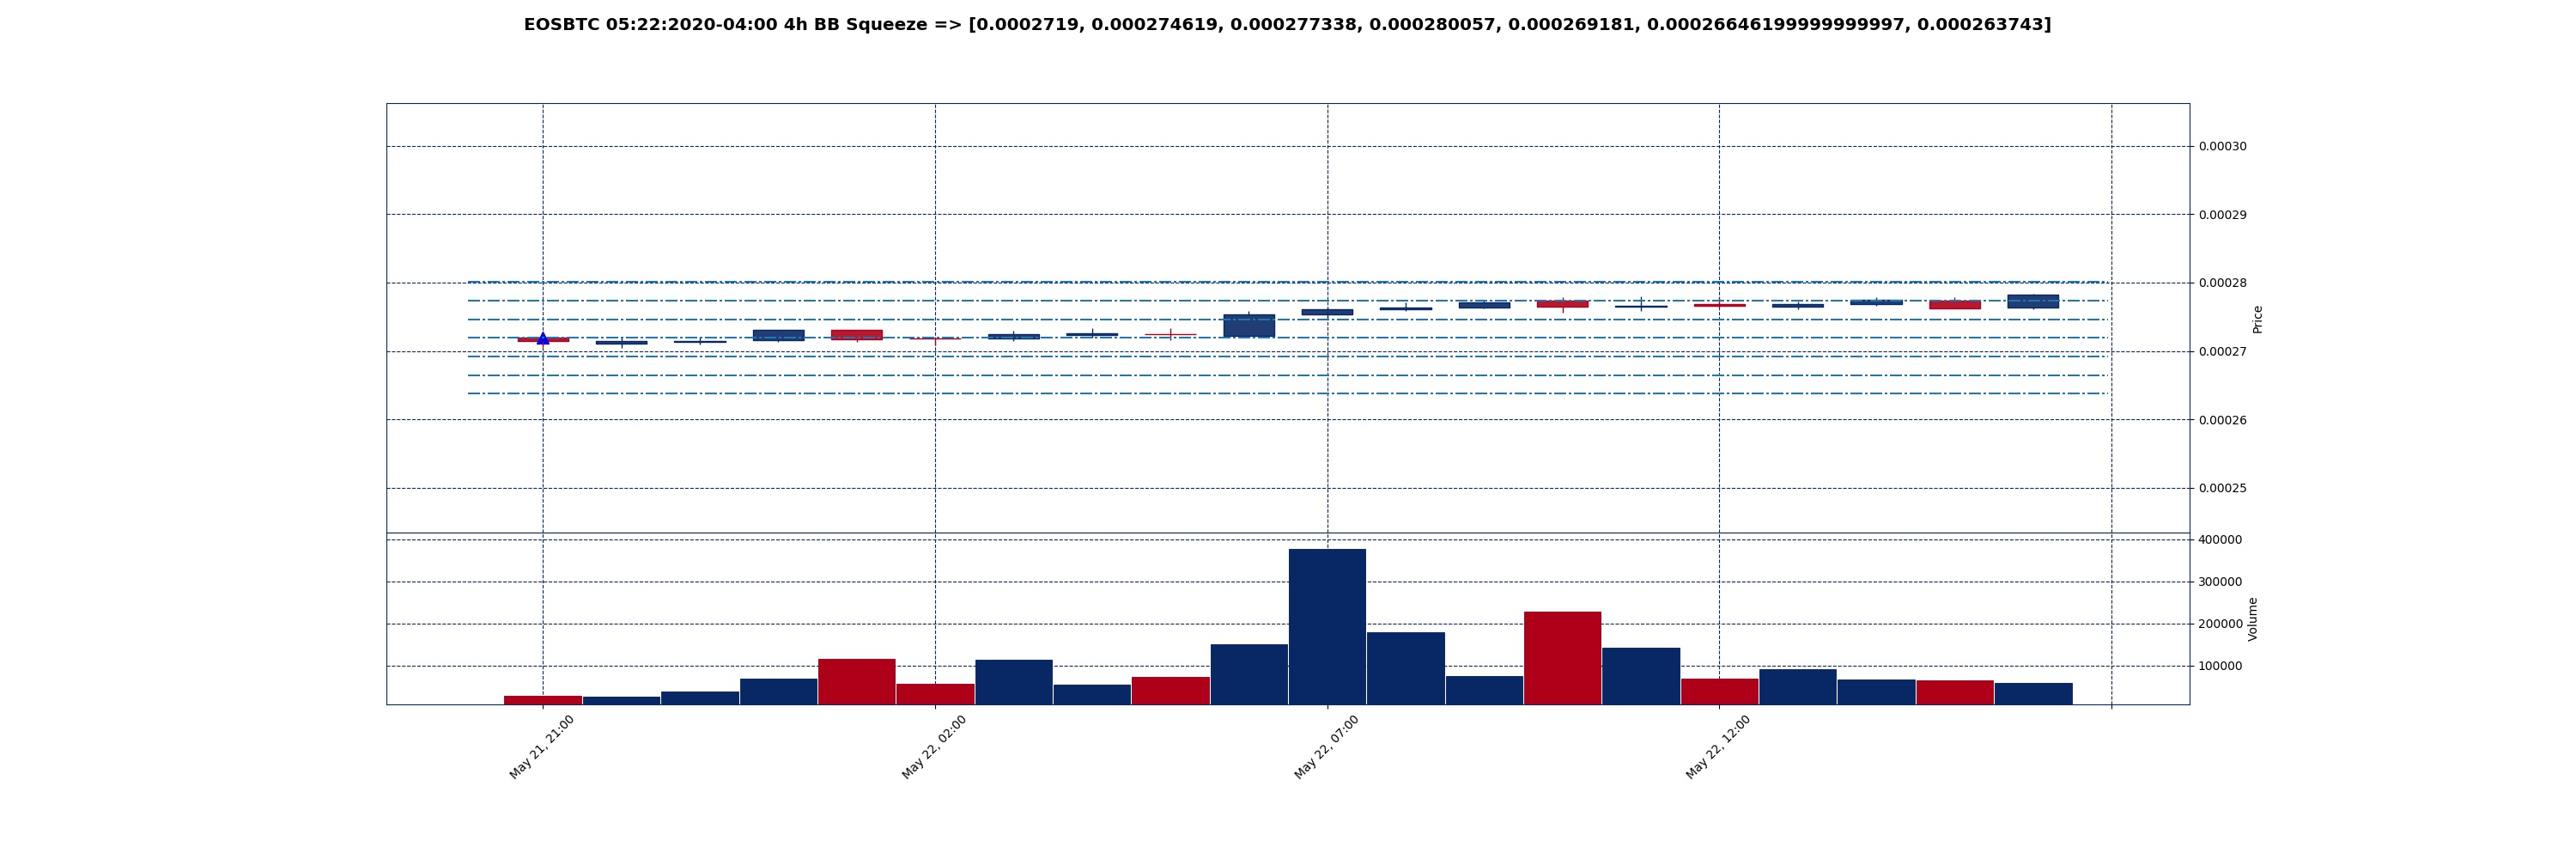 EOSBTC 05:22:2020-04:00 4h BB Squeeze => [0.0002719, 0.000274619, 0.000277338, 0.000280057, 0.000269181, 0.00026646199999999997, 0.000263743]
0.00030
0.00029
0.00028
0.00027
0.00026
0.00025
Price
400000
300000
200000
100000
Volume
May 21, 21:00
May 22, 02:00
May 22, 07:00
May 22, 12:00